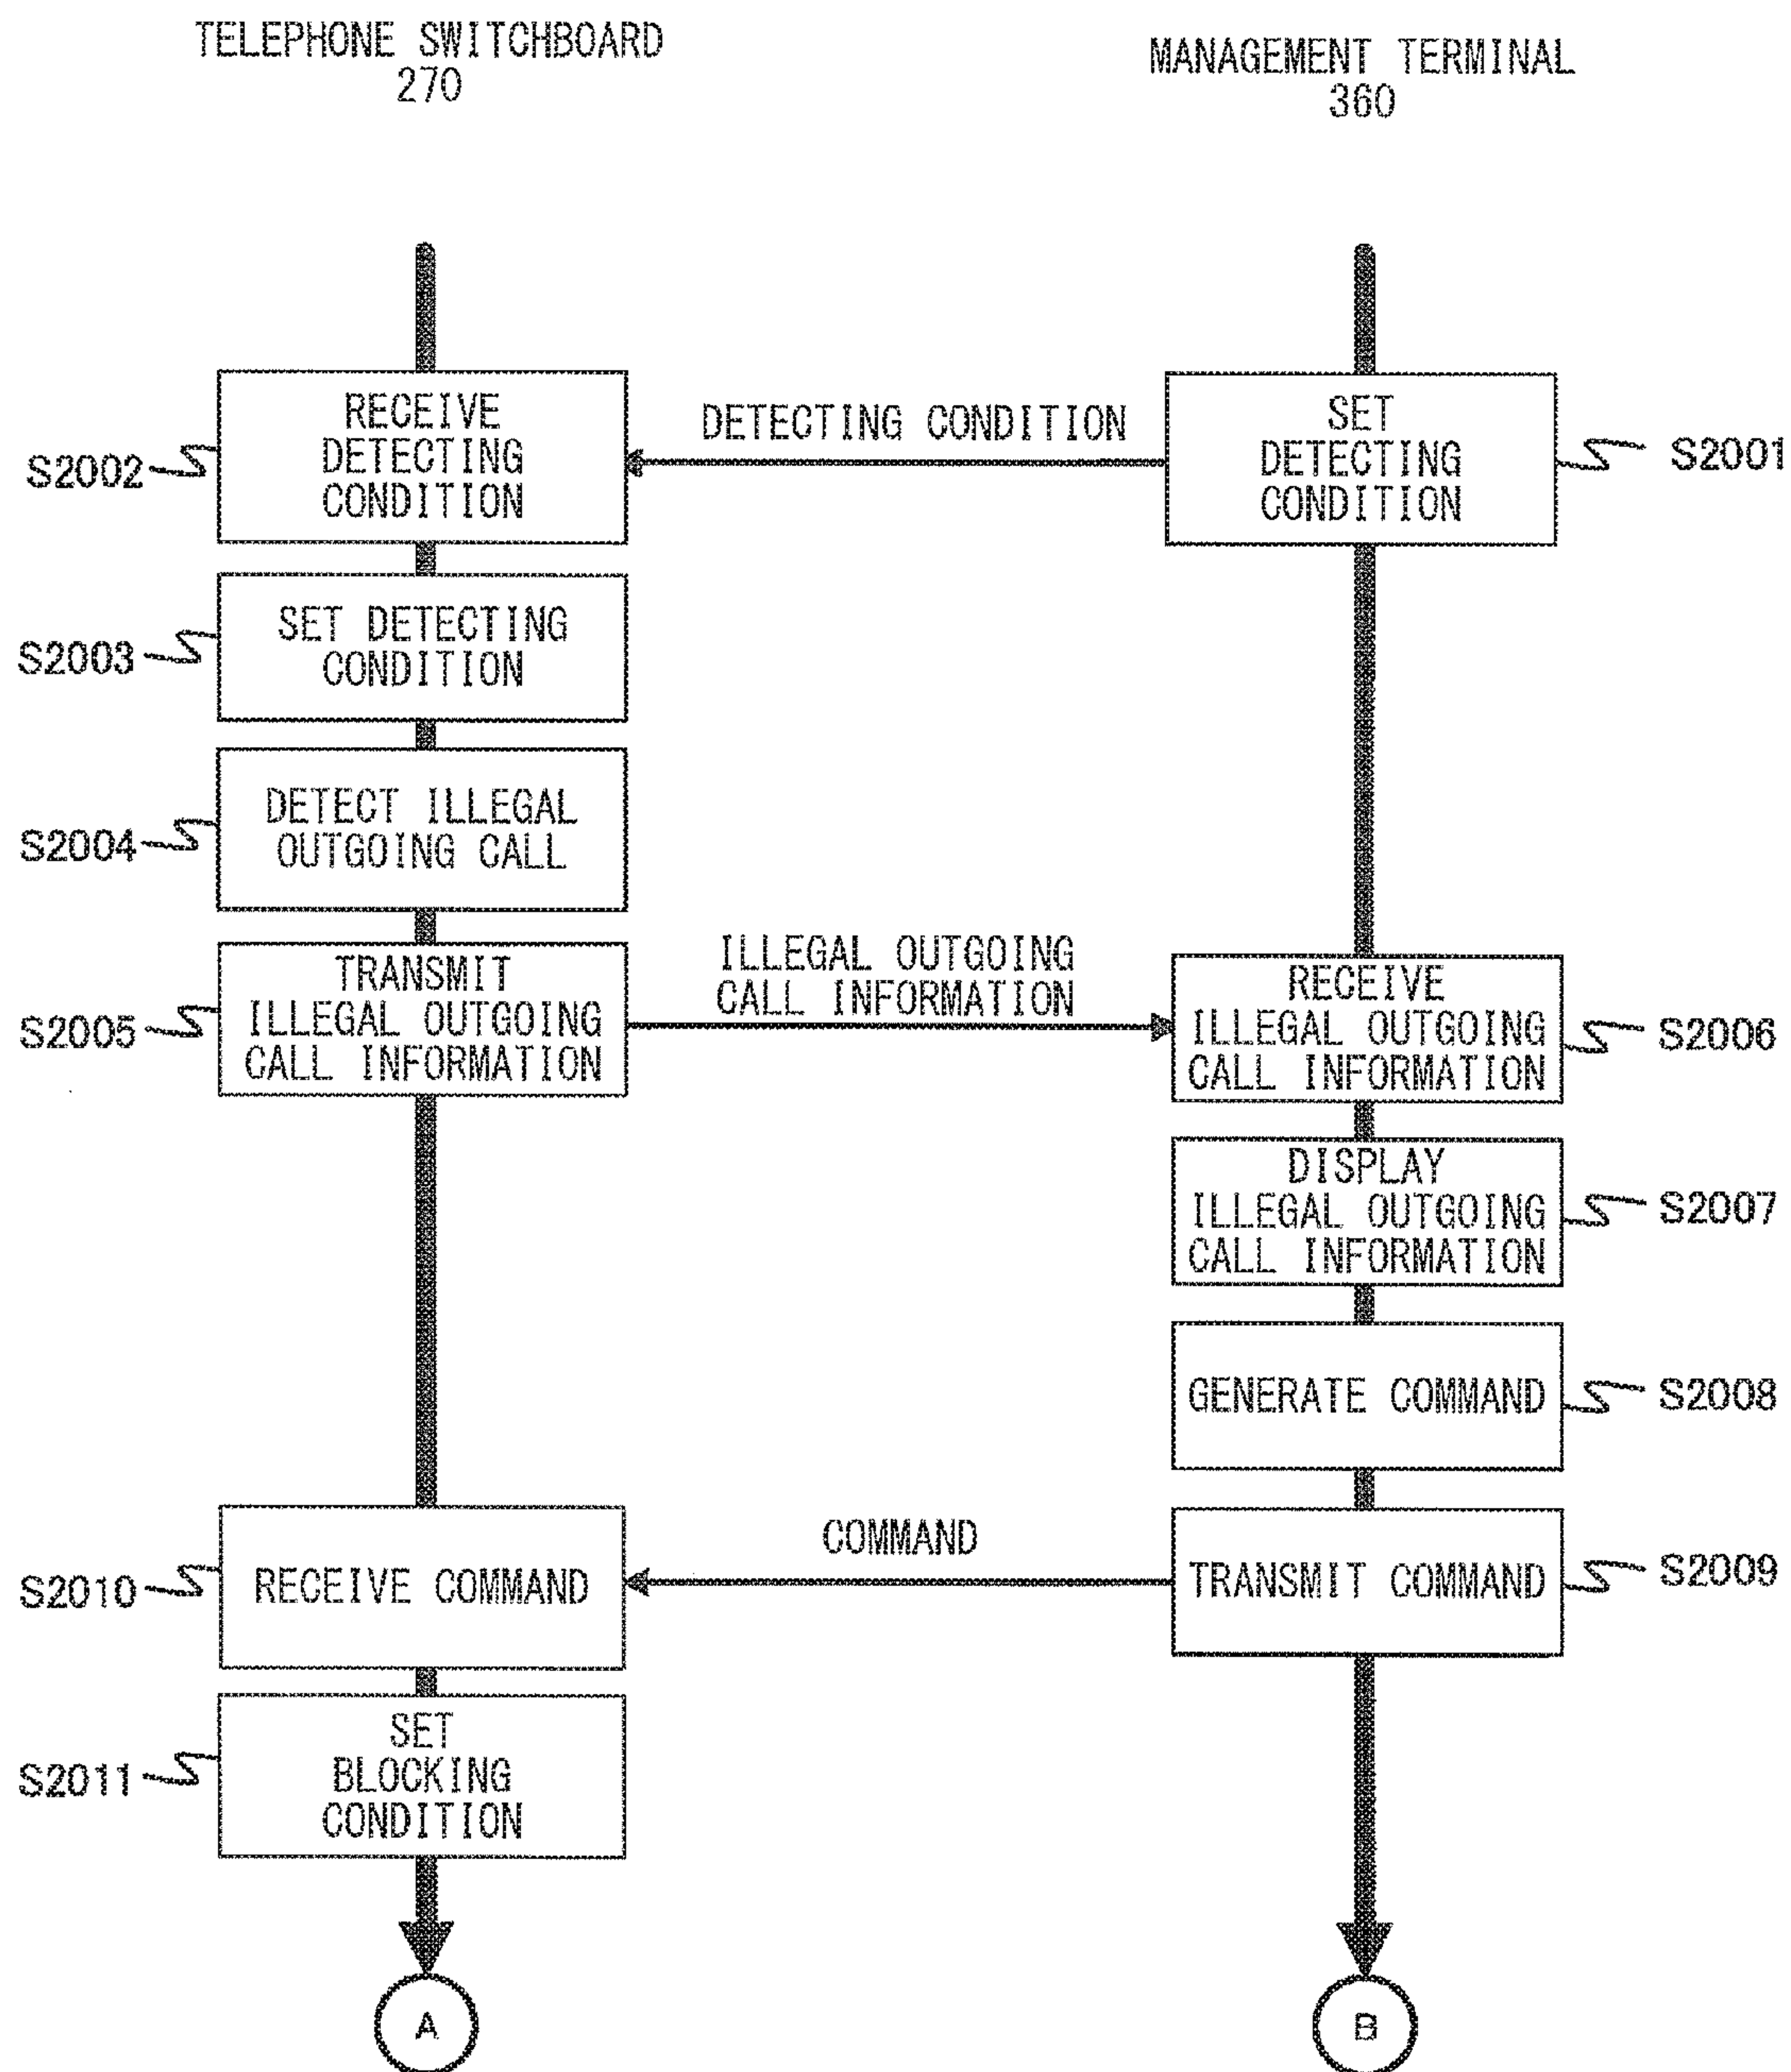 TELEPHONE SWITCHBOARD
270
MANAGEMENT TERMINAL
360
RECEIVE
DETECTING
CONDITION
S2002
DETECTING CONDITION
SET
DETECTING
CONDITION
S2001
SET DETECTING
CONDITION
S2003
DETECT ILLEGAL
OUTGOING CALL
S2004
TRANSMIT
ILLEGAL OUTGOING
CALL INFORMATION
S2005
ILLEGAL OUTGOING
CALL INFORMATION
RECEIVE
ILLEGAL OUTGOING
CALL INFORMATION
S2006
DISPLAY
ILLEGAL OUTGOING
CALL INFORMATION
S2007
GENERATE COMMAND
S2008
RECEIVE COMMAND
S2010
COMMAND
TRANSMIT COMMAND
S2009
SET
BLOCKING
CONDITION
S2011
A
B